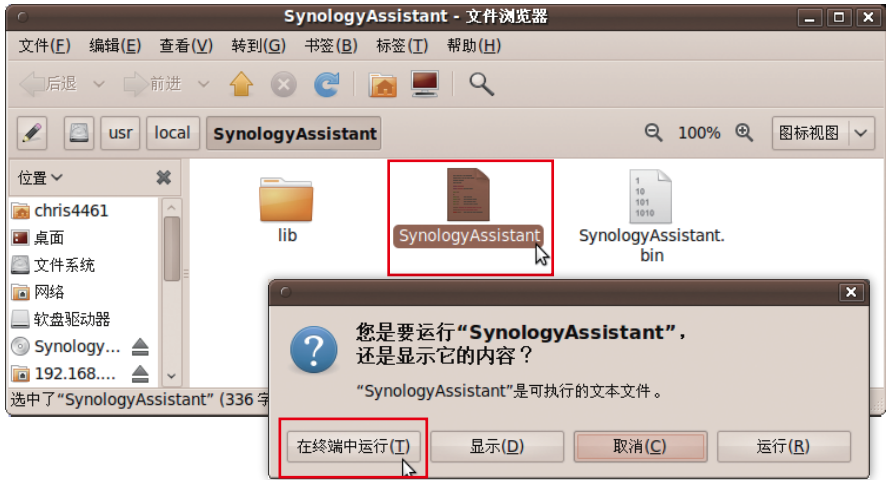 SynologyAssistant - 文件浏览器
文件(F) 编辑(E) 查看(V) 转到(G) 书签(B) 标签(T) 帮助(H)
后退 前进
usr local SynologyAssistant 100% 图标视图
位置
chris4461
桌面
文件系统
网络
软盘驱动器
Synology...
192.168....
lib
SynologyAssistant
1
10
101
1010
SynologyAssistant.
bin
选中了“SynologyAssistant” (336 字
您是要运行“SynologyAssistant”，
还是显示它的内容？
“SynologyAssistant”是可执行的文本文件。
在终端中运行(T) 显示(D) 取消(C) 运行(R)